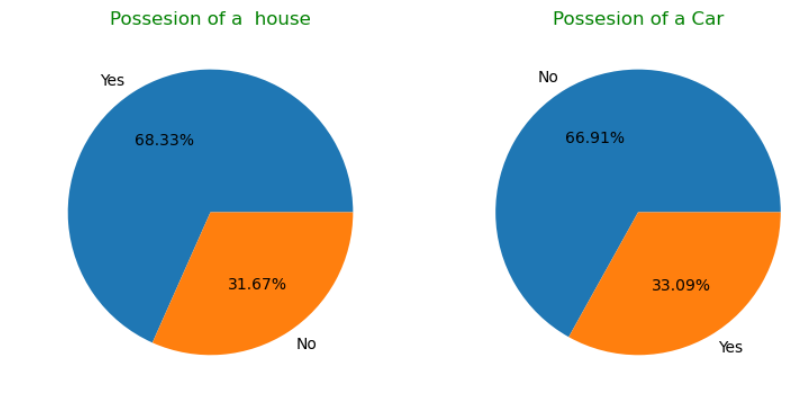 Possesion of a  house
Yes
68.33%
31.67%
No
Possesion of a Car
No
66.91%
33.09%
Yes